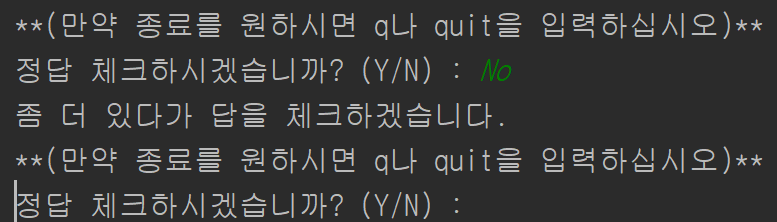 **(만약 종료를 원하시면 q나 quit을 입력하십시오)**
정답 체크하시겠습니까? (Y/N) : No
좀 더 있다가 답을 체크하겠습니다.
**(만약 종료를 원하시면 q나 quit을 입력하십시오)**
정답 체크하시겠습니까? (Y/N) :